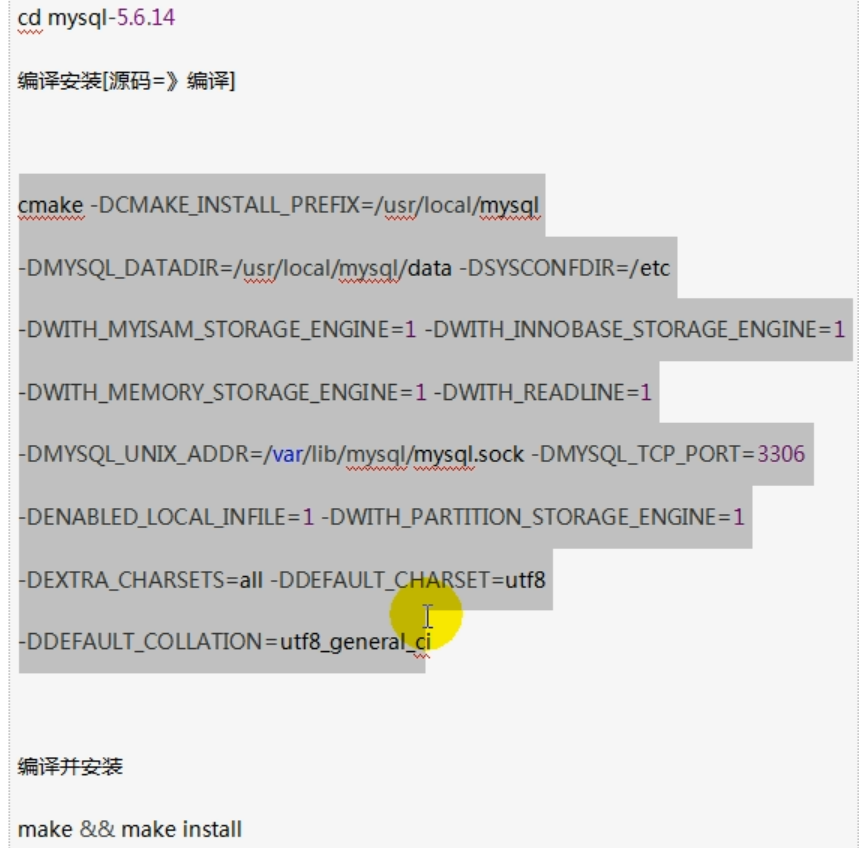 cd mysql-5.6.14
编译安装[源码=》编译]
cmake -DCMAKE_INSTALL_PREFIX=/usr/local/mysql
-DMYSQL_DATADIR=/usr/local/mysql/data -DSYSCONFDIR=/etc
-DWITH_MYISAM_STORAGE_ENGINE=1 -DWITH_INNOBASE_STORAGE_ENGINE=1
-DWITH_MEMORY_STORAGE_ENGINE=1 -DWITH_READLINE=1
-DMYSQL_UNIX_ADDR=/var/lib/mysql/mysql.sock -DMYSQL_TCP_PORT=3306
-DENABLED_LOCAL_INFILE=1 -DWITH_PARTITION_STORAGE_ENGINE=1
-DEXTRA_CHARSETS=all -DDEFAULT_CHARSET=utf8
-DDEFAULT_COLLATION=utf8_general_ci
编译并安装
make && make install